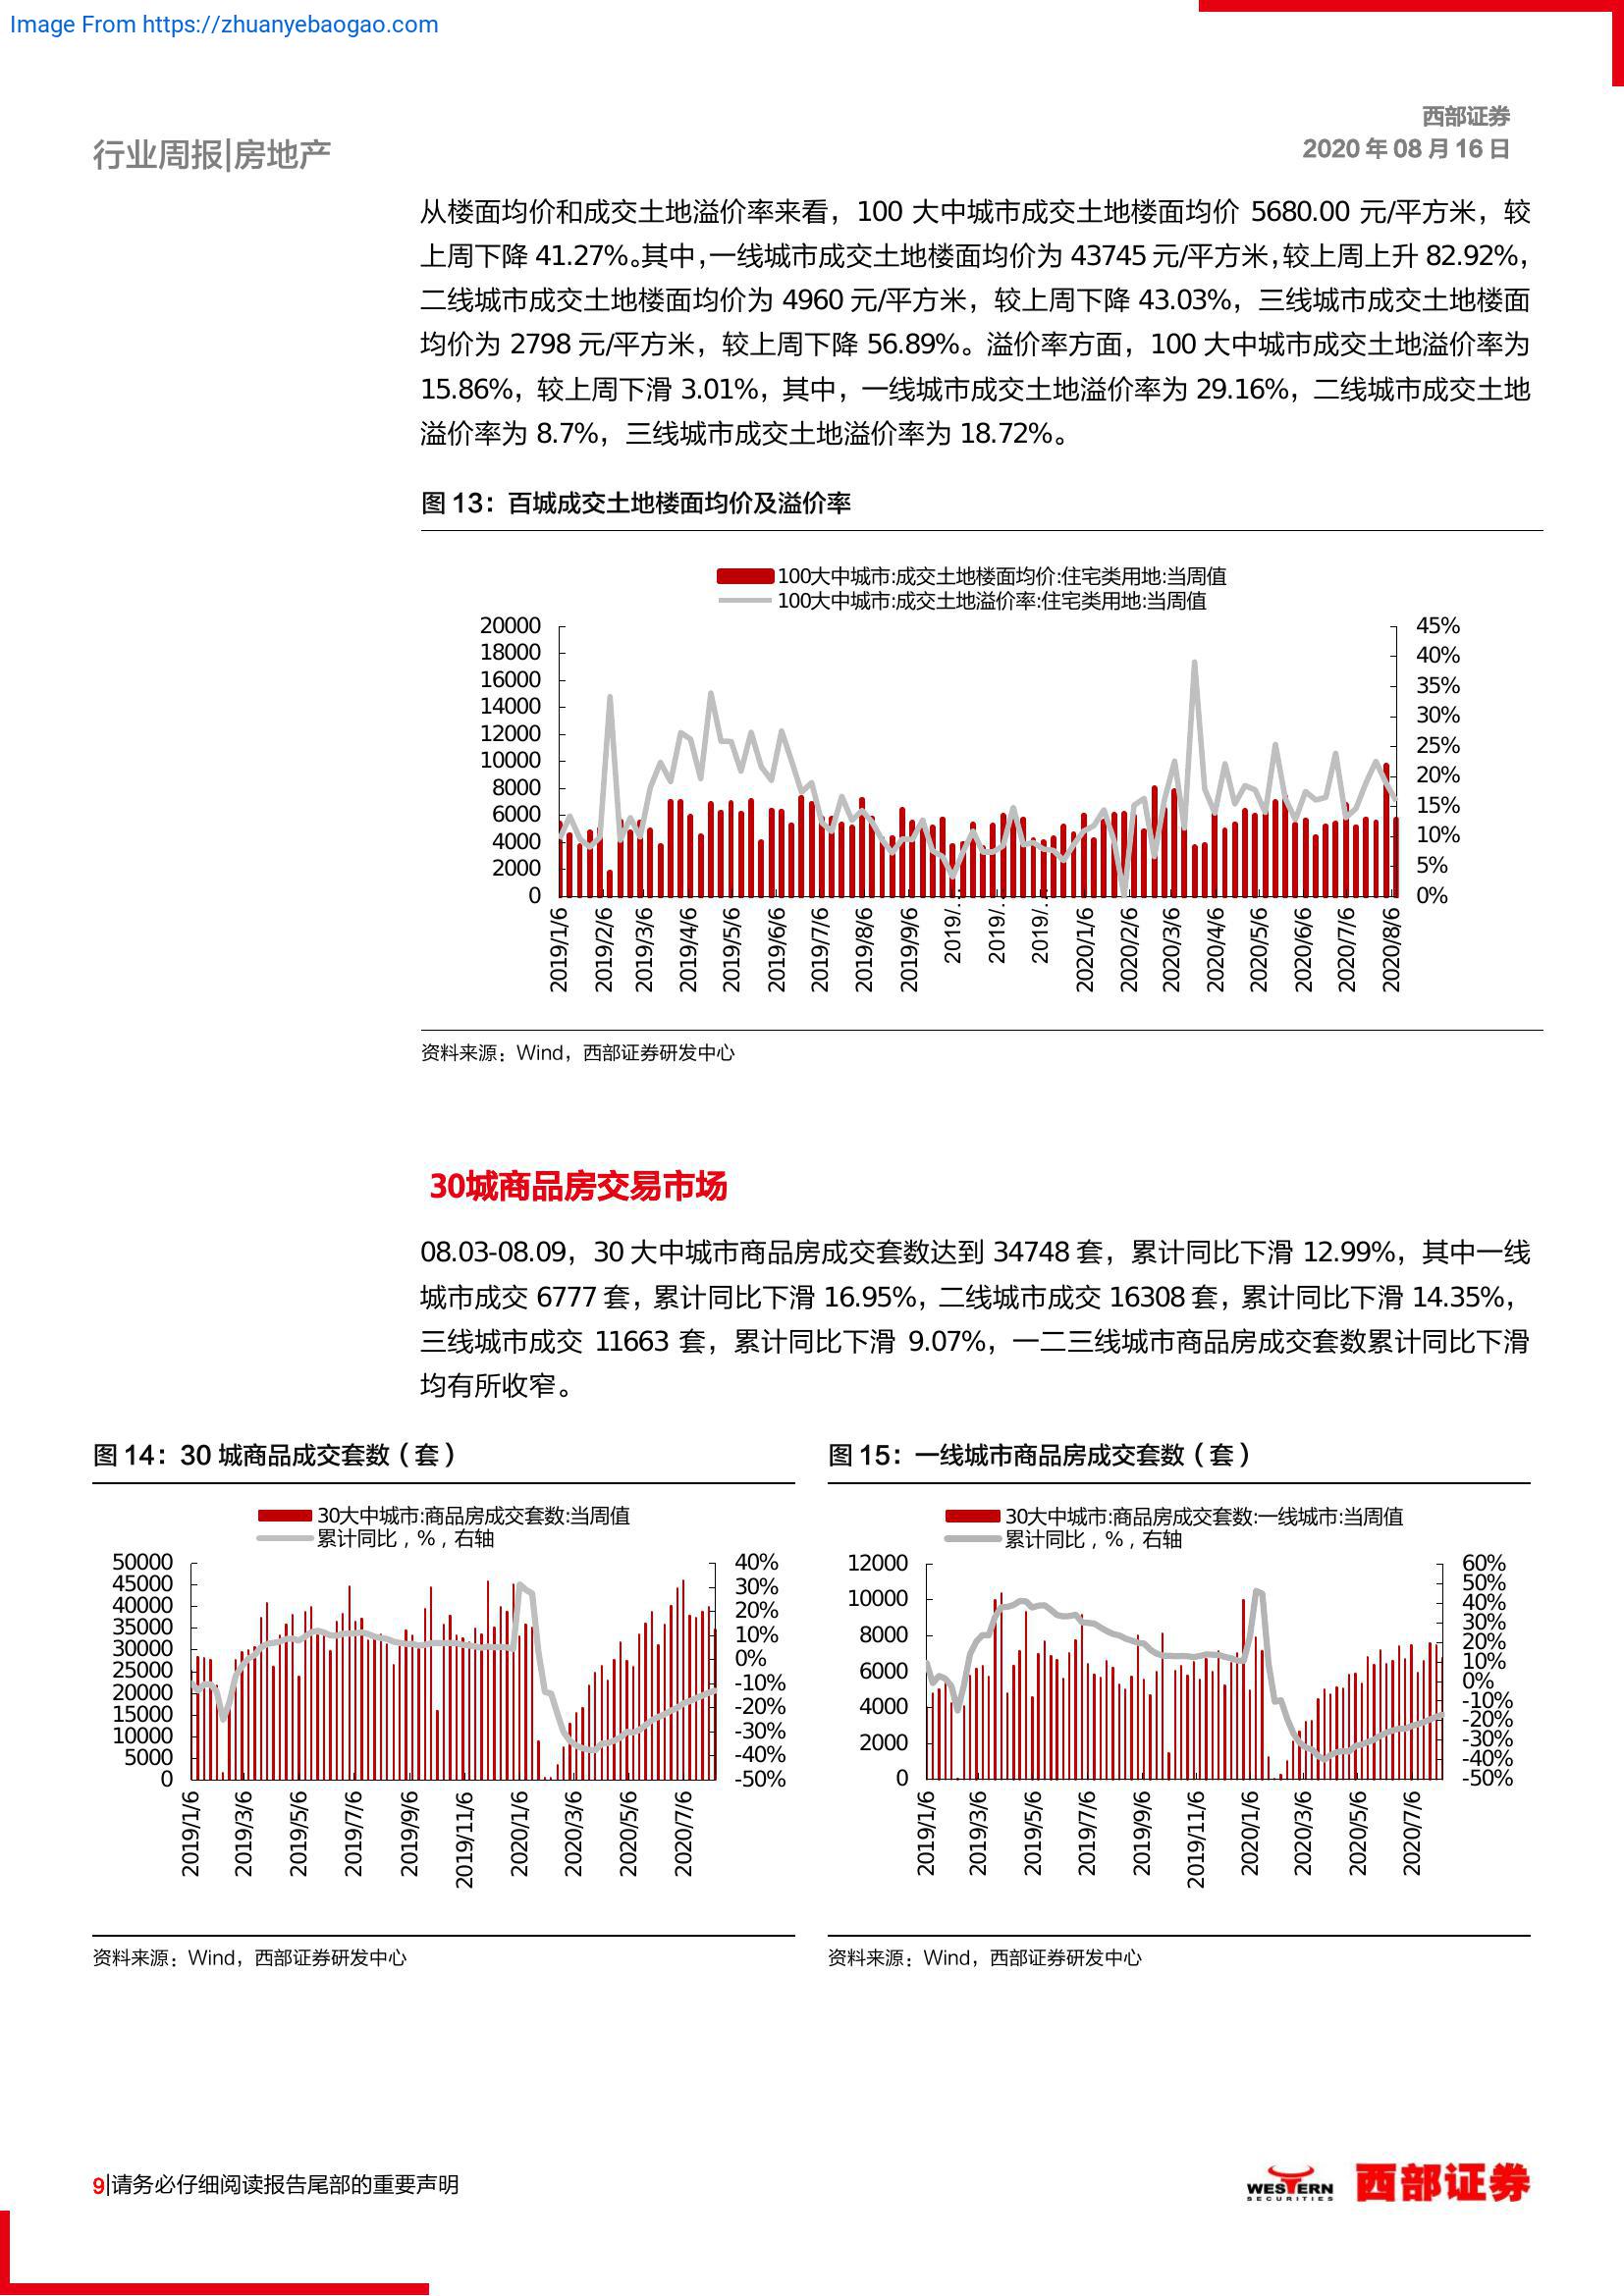 Image From https://zhuanyebaogao.com
西部证券
行业周报|房地产
2020 年 08 月 16 日
从楼面均价和成交土地溢价率来看，100 大中城市成交土地楼面均价 5680.00 元/平方米，较
上周下降 41.27%。其中，一线城市成交土地楼面均价为 43745 元/平方米，较上周上升 82.92%，
二线城市成交土地楼面均价为 4960 元/平方米，较上周下降 43.03%，三线城市成交土地楼面
均价为 2798 元/平方米，较上周下降 56.89%。溢价率方面，100 大中城市成交土地溢价率为
15.86%，较上周下滑 3.01%，其中，一线城市成交土地溢价率为 29.16%，二线城市成交土地
溢价率为 8.7%，三线城市成交土地溢价率为 18.72%。
图 13：百城成交土地楼面均价及溢价率
100大中城市:成交土地楼面均价:住宅类用地:当周值
100大中城市:成交土地溢价率:住宅类用地:当周值
20000 45%
18000 40%
16000 35%
14000 30%
12000 25%
10000 20%
8000 15%
6000 10%
4000 5%
2000 0%
0
2019/1/6 2019/2/6 2019/3/6 2019/4/6 2019/5/6 2019/6/6 2019/7/6 2019/8/6 2019/9/6 2019/... 2019/... 2019/... 2020/1/6 2020/2/6 2020/3/6 2020/4/6 2020/5/6 2020/6/6 2020/7/6 2020/8/6
资料来源：Wind，西部证券研发中心
30城商品房交易市场
08.03-08.09，30 大中城市商品房成交套数达到 34748 套，累计同比下滑 12.99%，其中一线
城市成交 6777 套，累计同比下滑 16.95%，二线城市成交 16308 套，累计同比下滑 14.35%，
三线城市成交 11663 套，累计同比下滑 9.07%，一二三线城市商品房成交套数累计同比下滑
均有所收窄。
图 14：30 城商品成交套数（套）
30大中城市:商品房成交套数:当周值
累计同比，%，右轴
50000 40%
45000 30%
40000 20%
35000 10%
30000 0%
25000 -10%
20000 -20%
15000 -30%
10000 -40%
5000 -50%
0
2019/1/6 2019/3/6 2019/5/6 2019/7/6 2019/9/6 2019/11/6 2020/1/6 2020/3/6 2020/5/6 2020/7/6
资料来源：Wind，西部证券研发中心
图 15：一线城市商品房成交套数（套）
30大中城市:商品房成交套数:一线城市:当周值
累计同比，%，右轴
12000 60%
10000 50%
8000 40%
6000 30%
4000 20%
2000 10%
0 0%
-10%
-20%
-30%
-40%
-50%
2019/1/6 2019/3/6 2019/5/6 2019/7/6 2019/9/6 2019/11/6 2020/1/6 2020/3/6 2020/5/6 2020/7/6
资料来源：Wind，西部证券研发中心
9|请务必仔细阅读报告尾部的重要声明
WESTERN
SECURITIES
西部证券